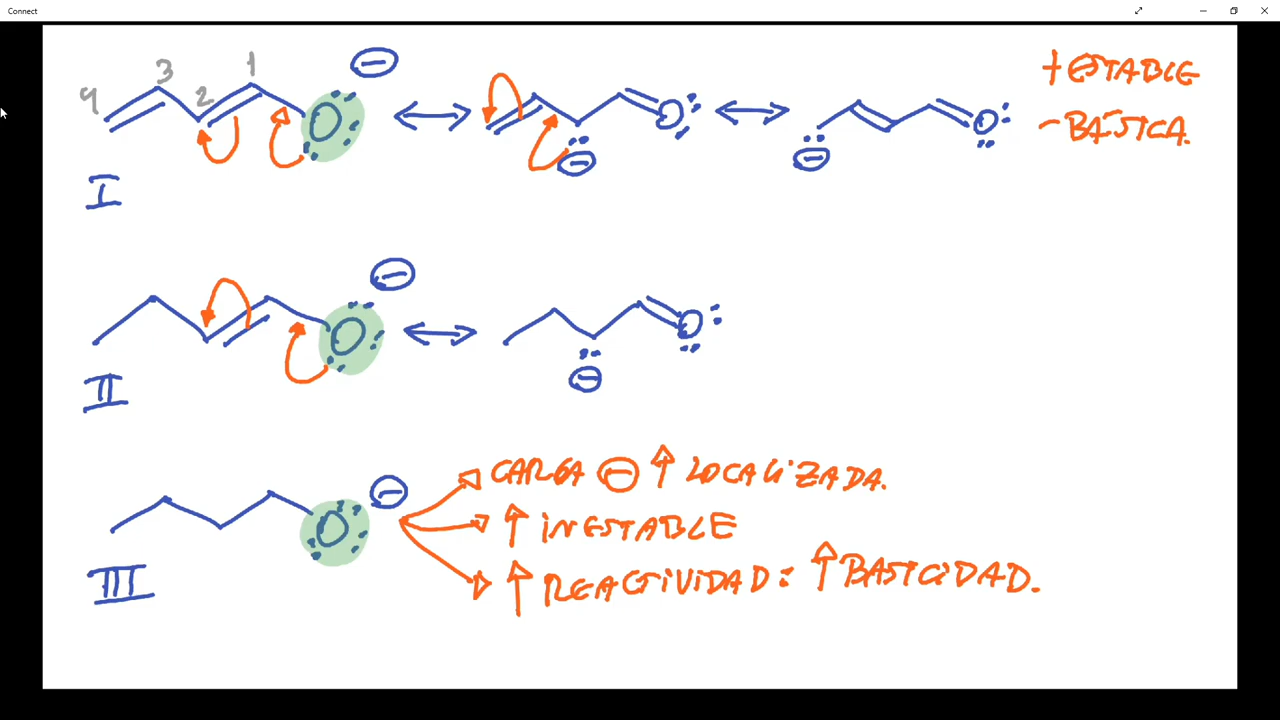 Connect
4 3 2 1 O ⊖ ↔ ⊖ O ↔ ⊖ O + ESTABLE
- BÁSICA.
I
O ⊖ ↔ ⊖ O
II
O ⊖ CARGA ⊖ ↑ LOCALIZADA.
↑ INESTABLE
↑ REACTIVIDAD: ↑ BASICIDAD.
III